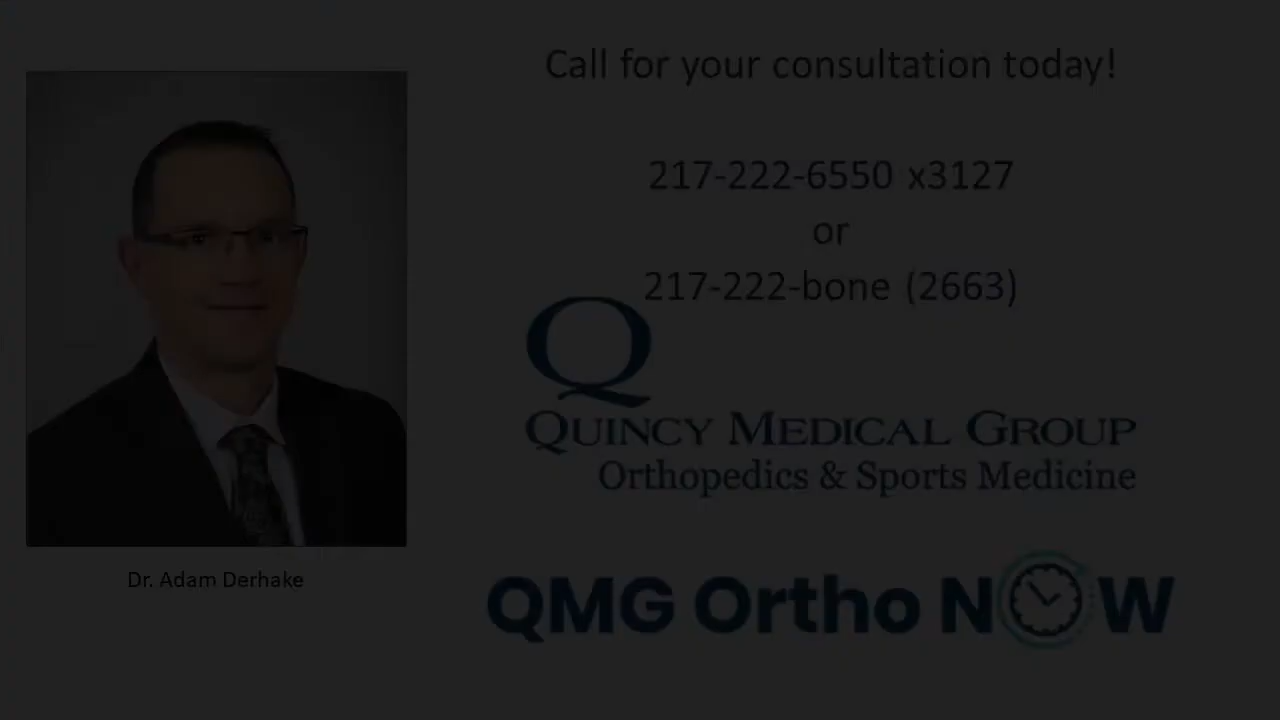 Call for your consultation today!
217-222-6550 x3127
or
217-222-bone (2663)
Q
QUINCY MEDICAL GROUP
Orthopedics & Sports Medicine
Dr. Adam Derhake
QMG Ortho NOW